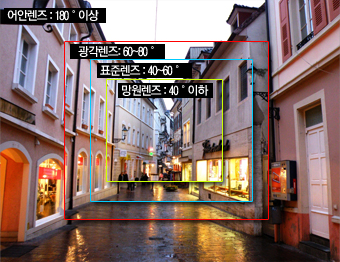 어안렌즈 : 180˚ 이상
광각렌즈: 60~80˚
표준렌즈 : 40~60˚
망원렌즈 : 40˚ 이하